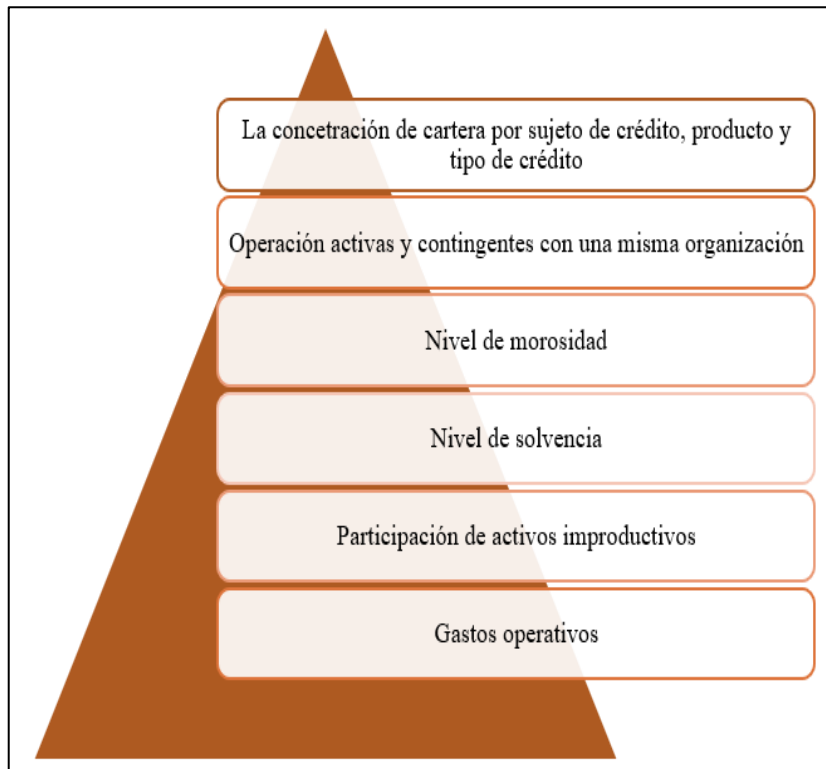 La concetración de cartera por sujeto de crédito, producto y
tipo de crédito
Operación activas y contingentes con una misma organización
Nivel de morosidad
Nivel de solvencia
Participación de activos improductivos
Gastos operativos